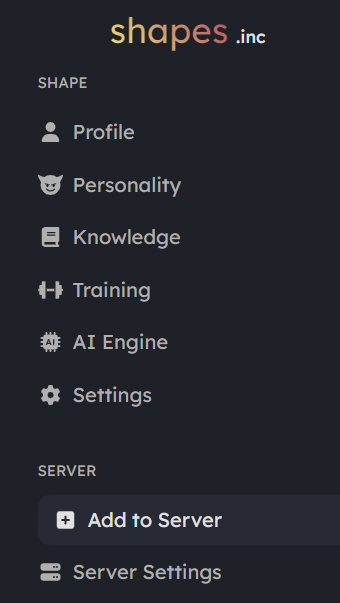 shapes .inc
SHAPE
Profile
Personality
Knowledge
Training
AI Engine
Settings
SERVER
Add to Server
Server Settings